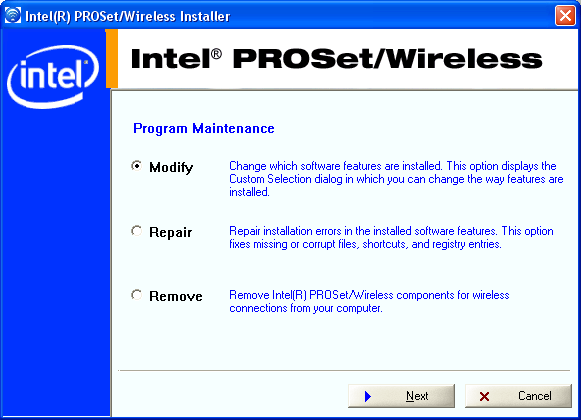 Intel(R) PROSet/Wireless Installer
intel
Intel® PROSet/Wireless
Program Maintenance
Modify
Change which software features are installed. This option displays the
Custom Selection dialog in which you can change the way features are
installed.
Repair
Repair installation errors in the installed software features. This option
fixes missing or corrupt files, shortcuts, and registry entries.
Remove
Remove Intel(R) PROSet/Wireless components for wireless
connections from your computer.
Next
Cancel